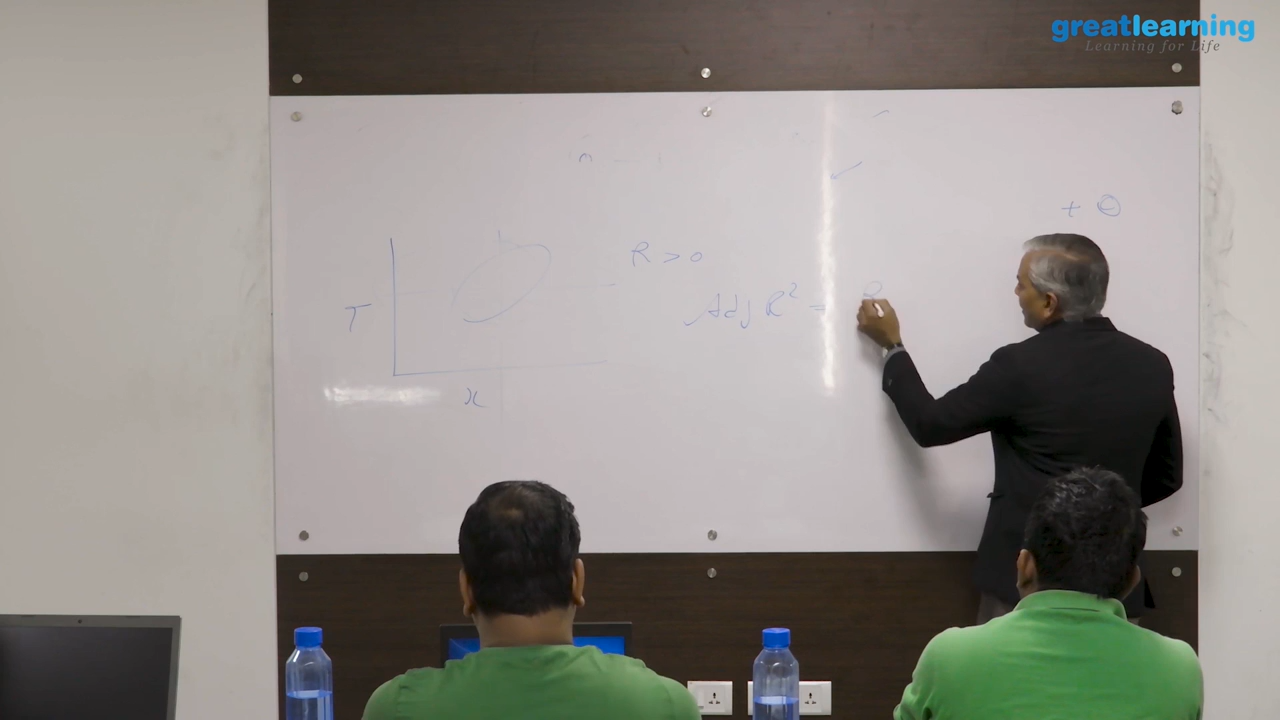 greatlearning
Learning for Life
+ ⊖
R > 0
Adj R² = R
T
x